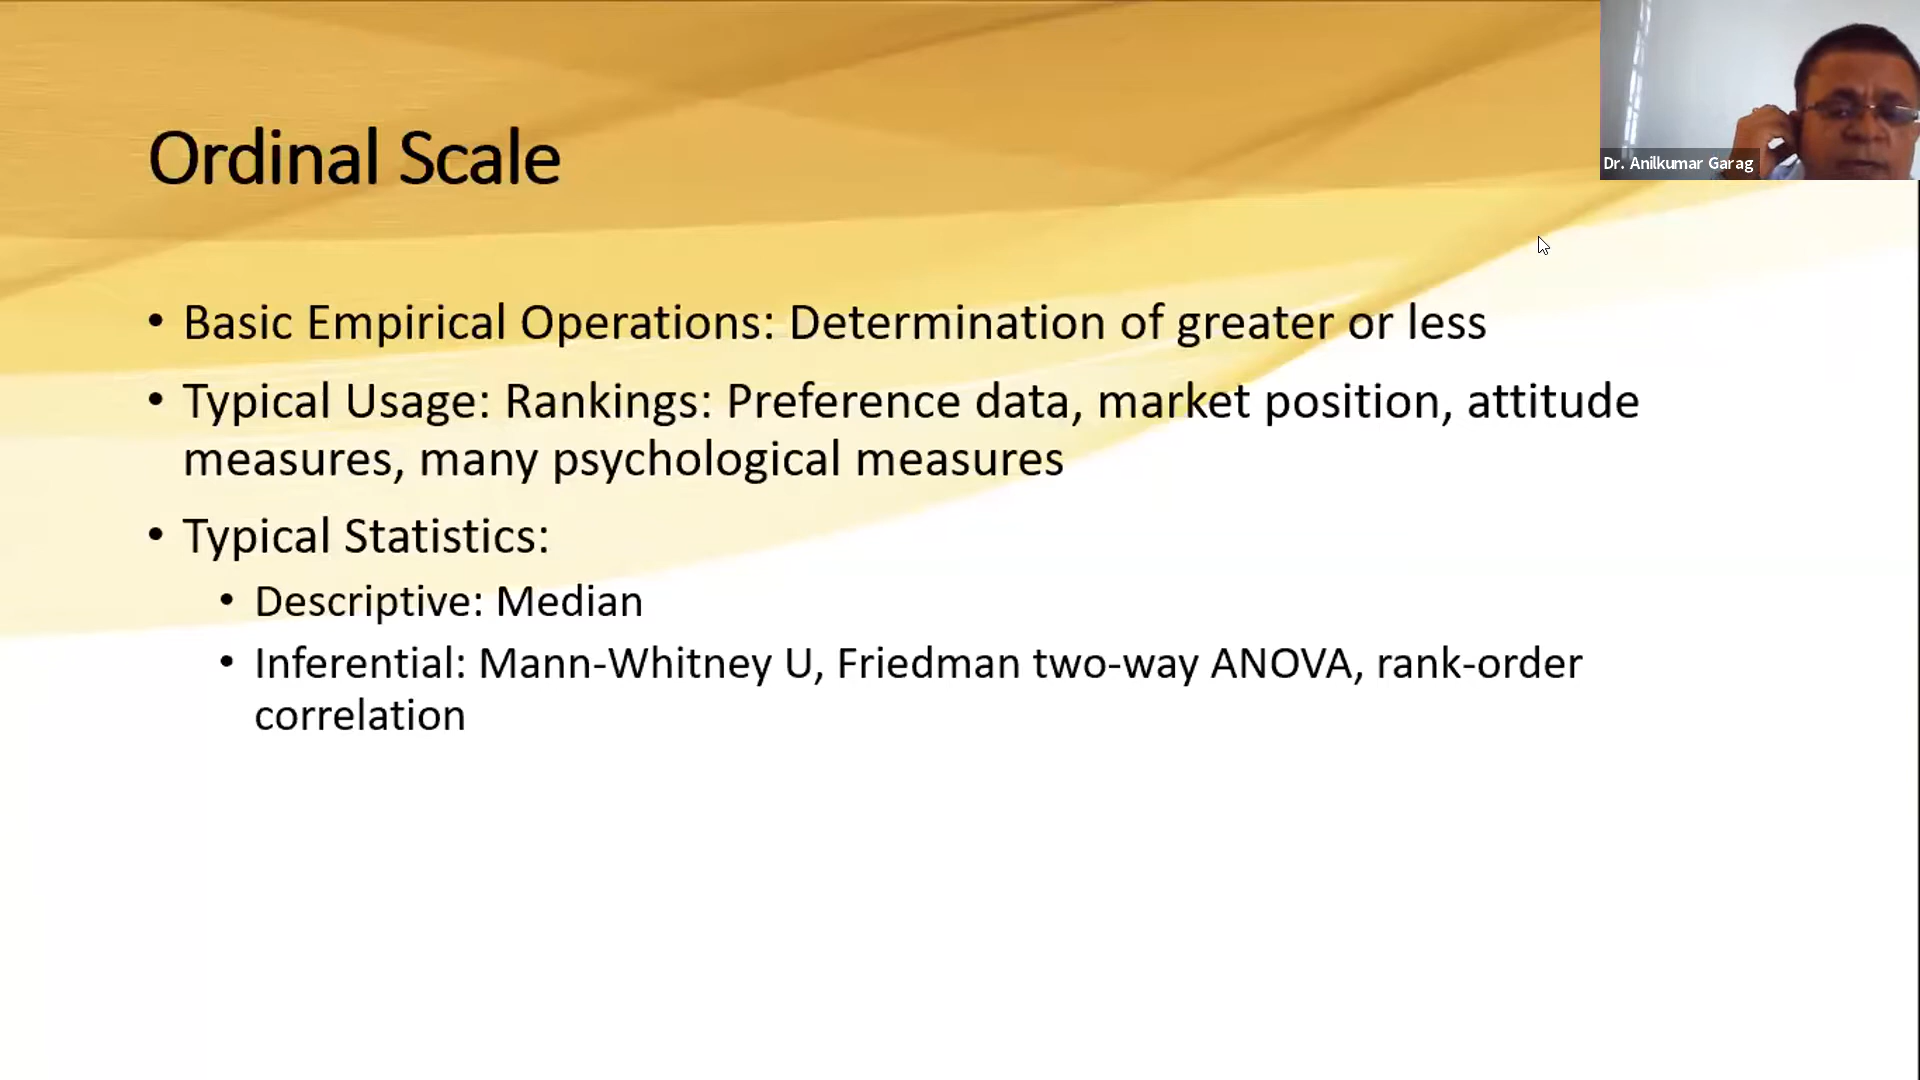 Dr. Anilkumar Garag
Ordinal Scale
• Basic Empirical Operations: Determination of greater or less
• Typical Usage: Rankings: Preference data, market position, attitude
measures, many psychological measures
• Typical Statistics:
• Descriptive: Median
• Inferential: Mann-Whitney U, Friedman two-way ANOVA, rank-order
correlation